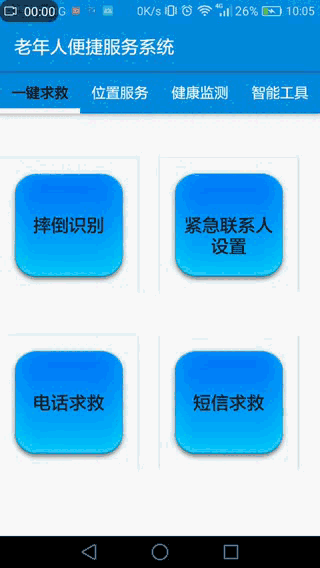 00:00 G 0K/s 4G 26% 10:05
老年人便捷服务系统
一键求救 位置服务 健康监测 智能工具
摔倒识别
紧急联系人
设置
电话求救
短信求救